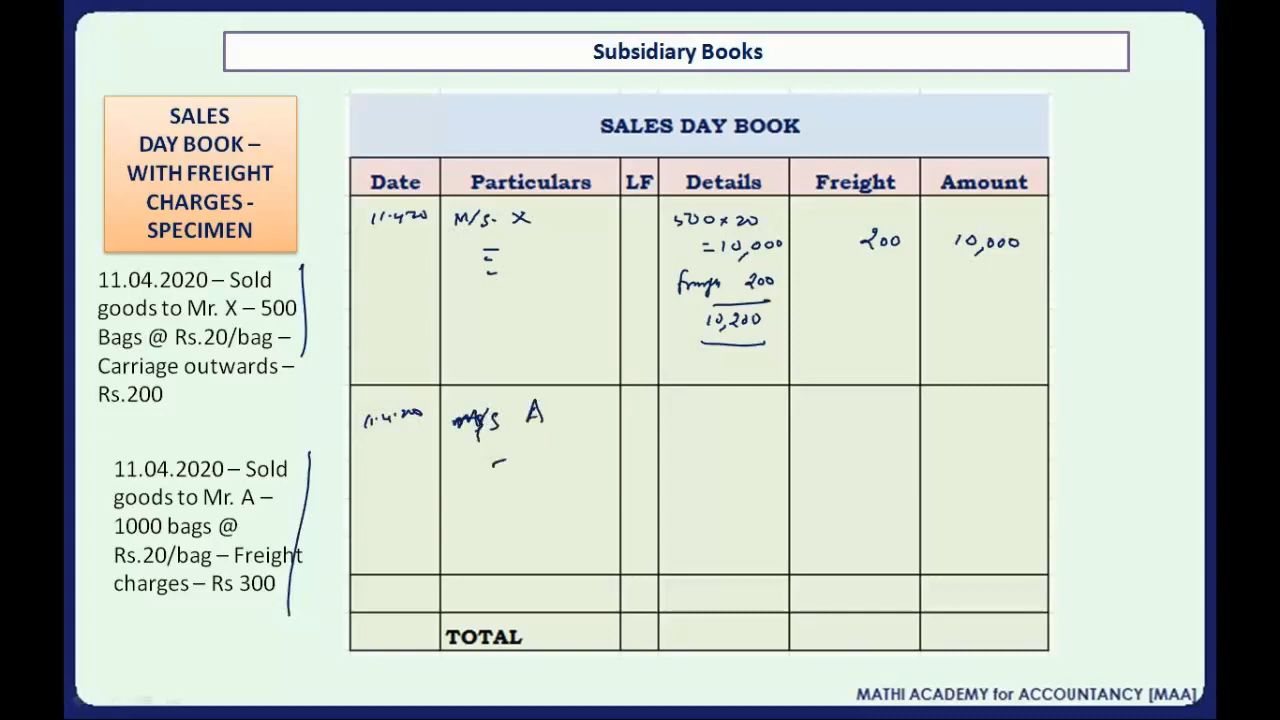 Subsidiary Books
SALES
DAY BOOK –
WITH FREIGHT
CHARGES -
SPECIMEN
11.04.2020 – Sold
goods to Mr. X – 500
Bags @ Rs.20/bag –
Carriage outwards –
Rs.200
11.04.2020 – Sold
goods to Mr. A –
1000 bags @
Rs.20/bag – Freight
charges – Rs 300
SALES DAY BOOK
Date Particulars LF Details Freight Amount
11.4.20 M/S. X 500 x 20
= 10,000 200 10,000
200
10,200
11.4.20 M/S A
TOTAL
MATHI ACADEMY for ACCOUNTANCY [MAA]